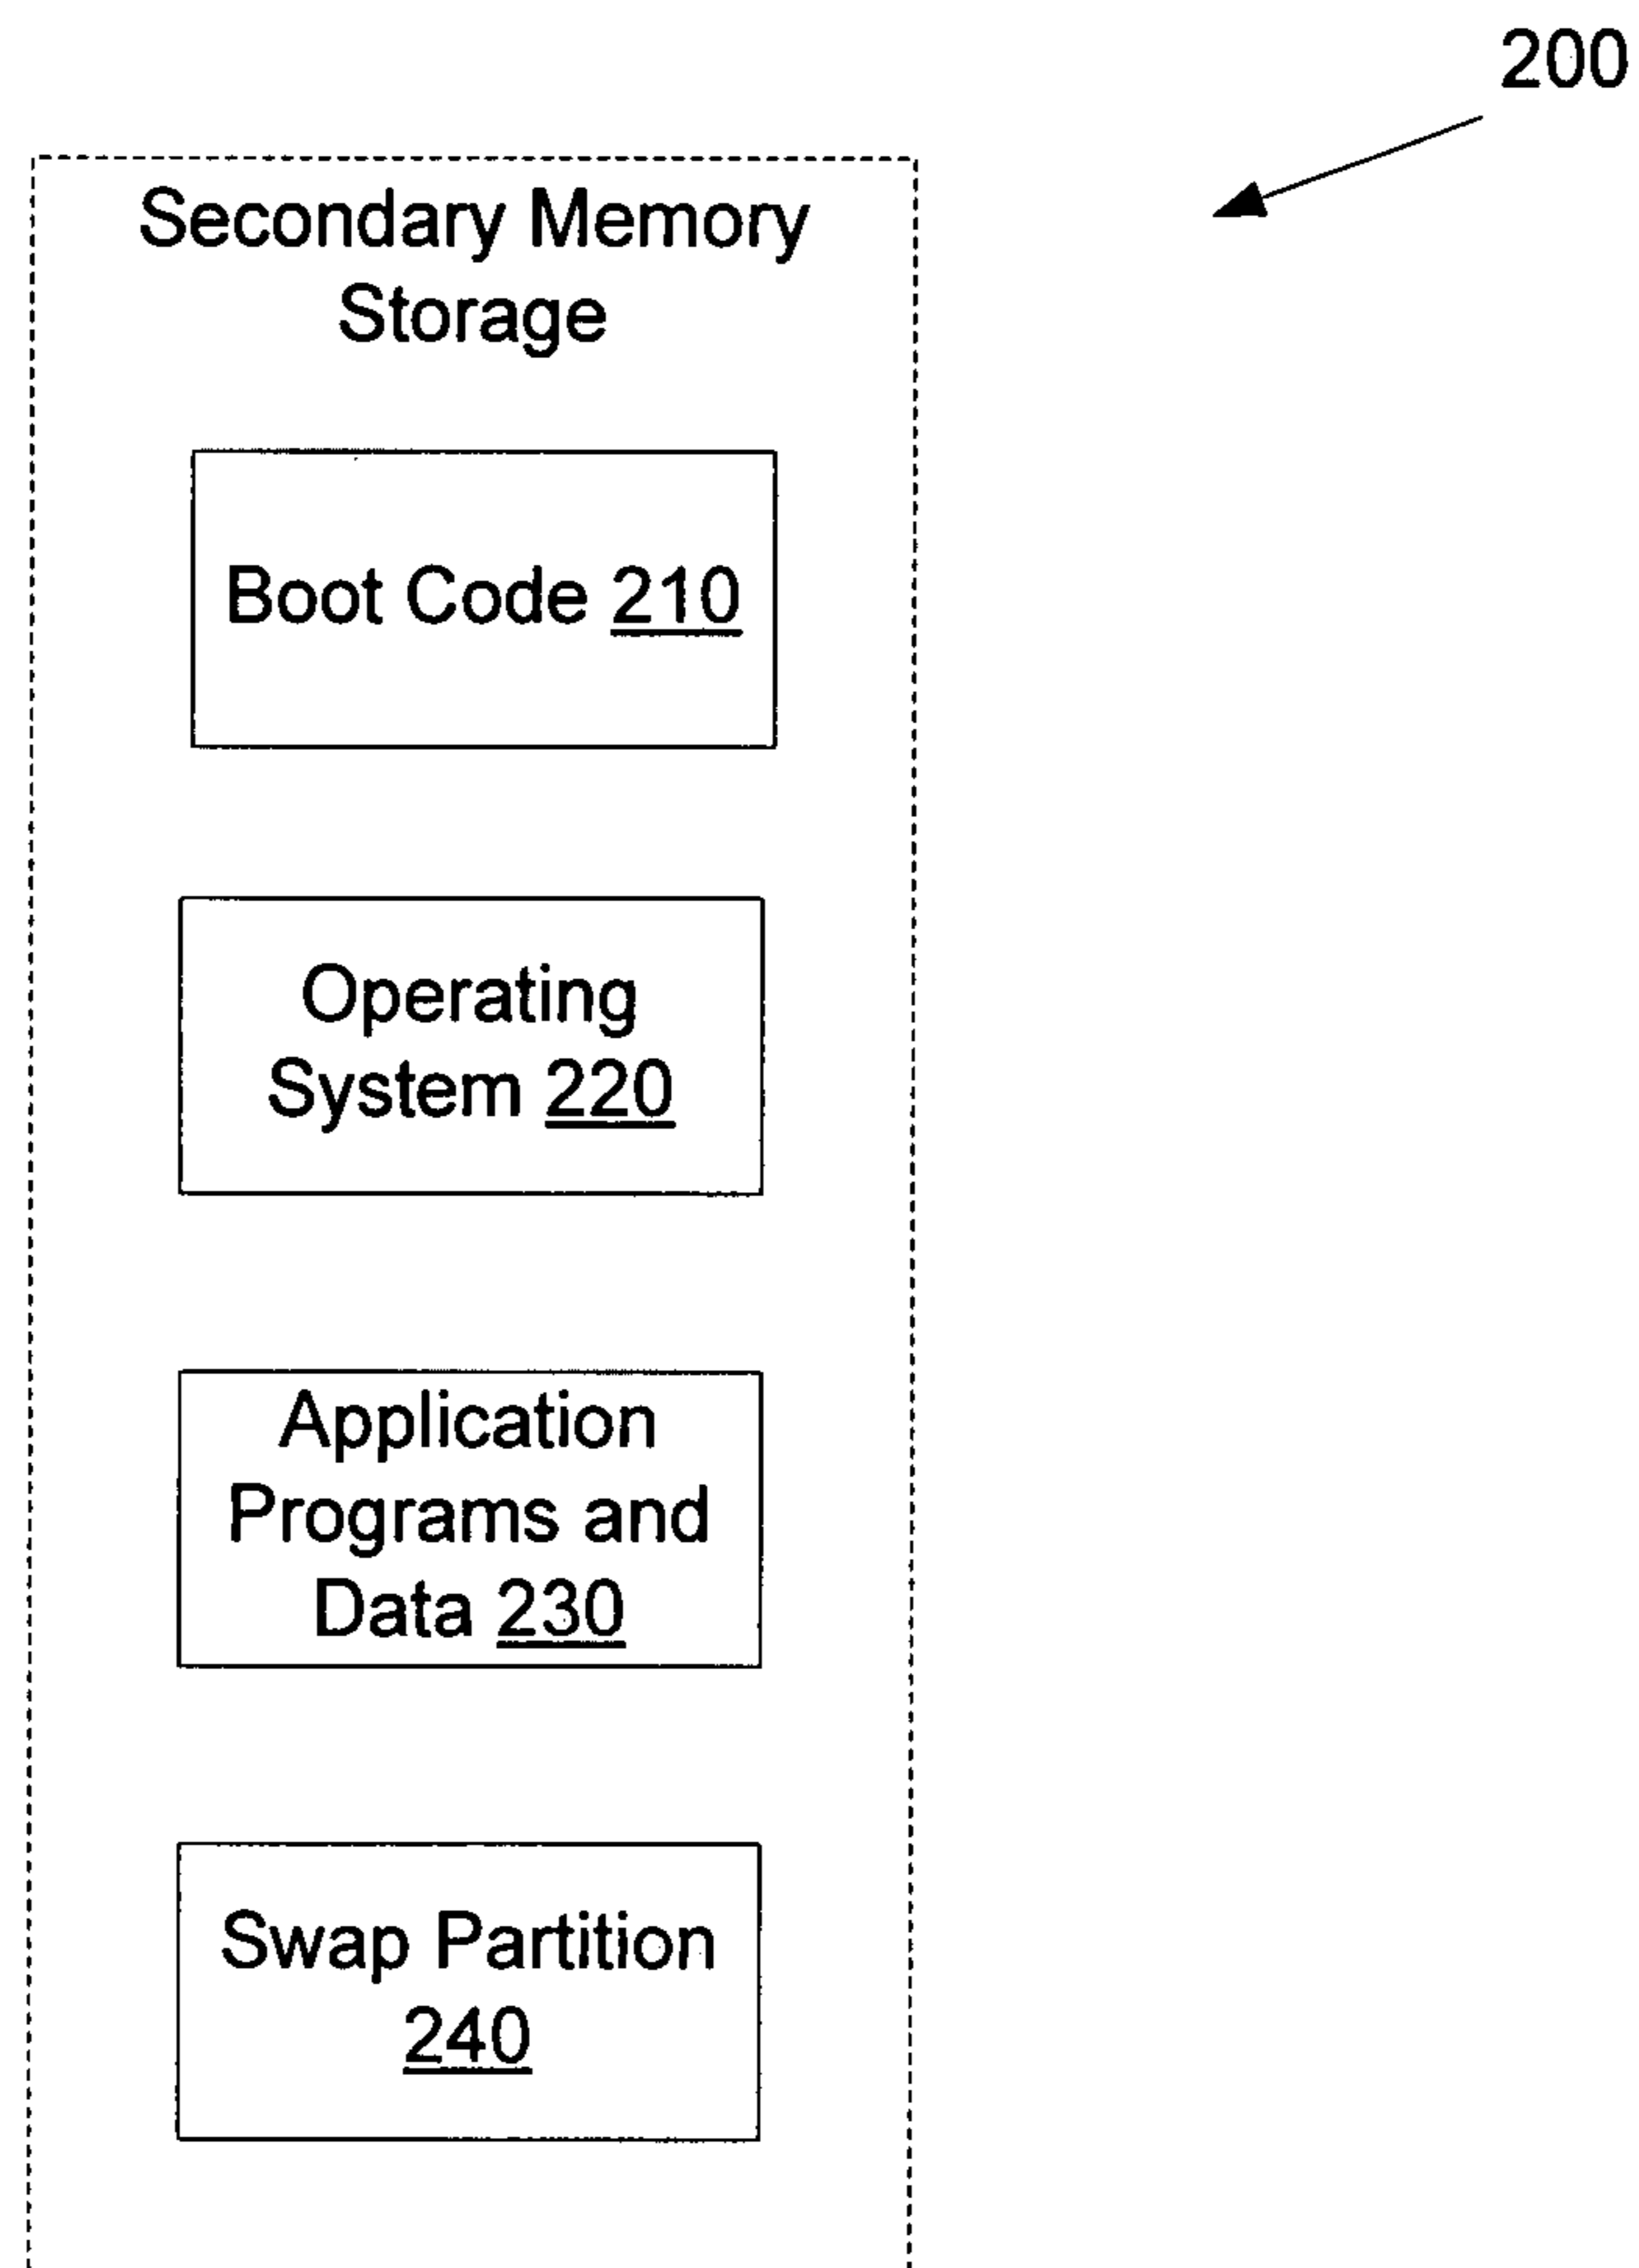 200
Secondary Memory
Storage
Boot Code 210
Operating
System 220
Application
Programs and
Data 230
Swap Partition
240